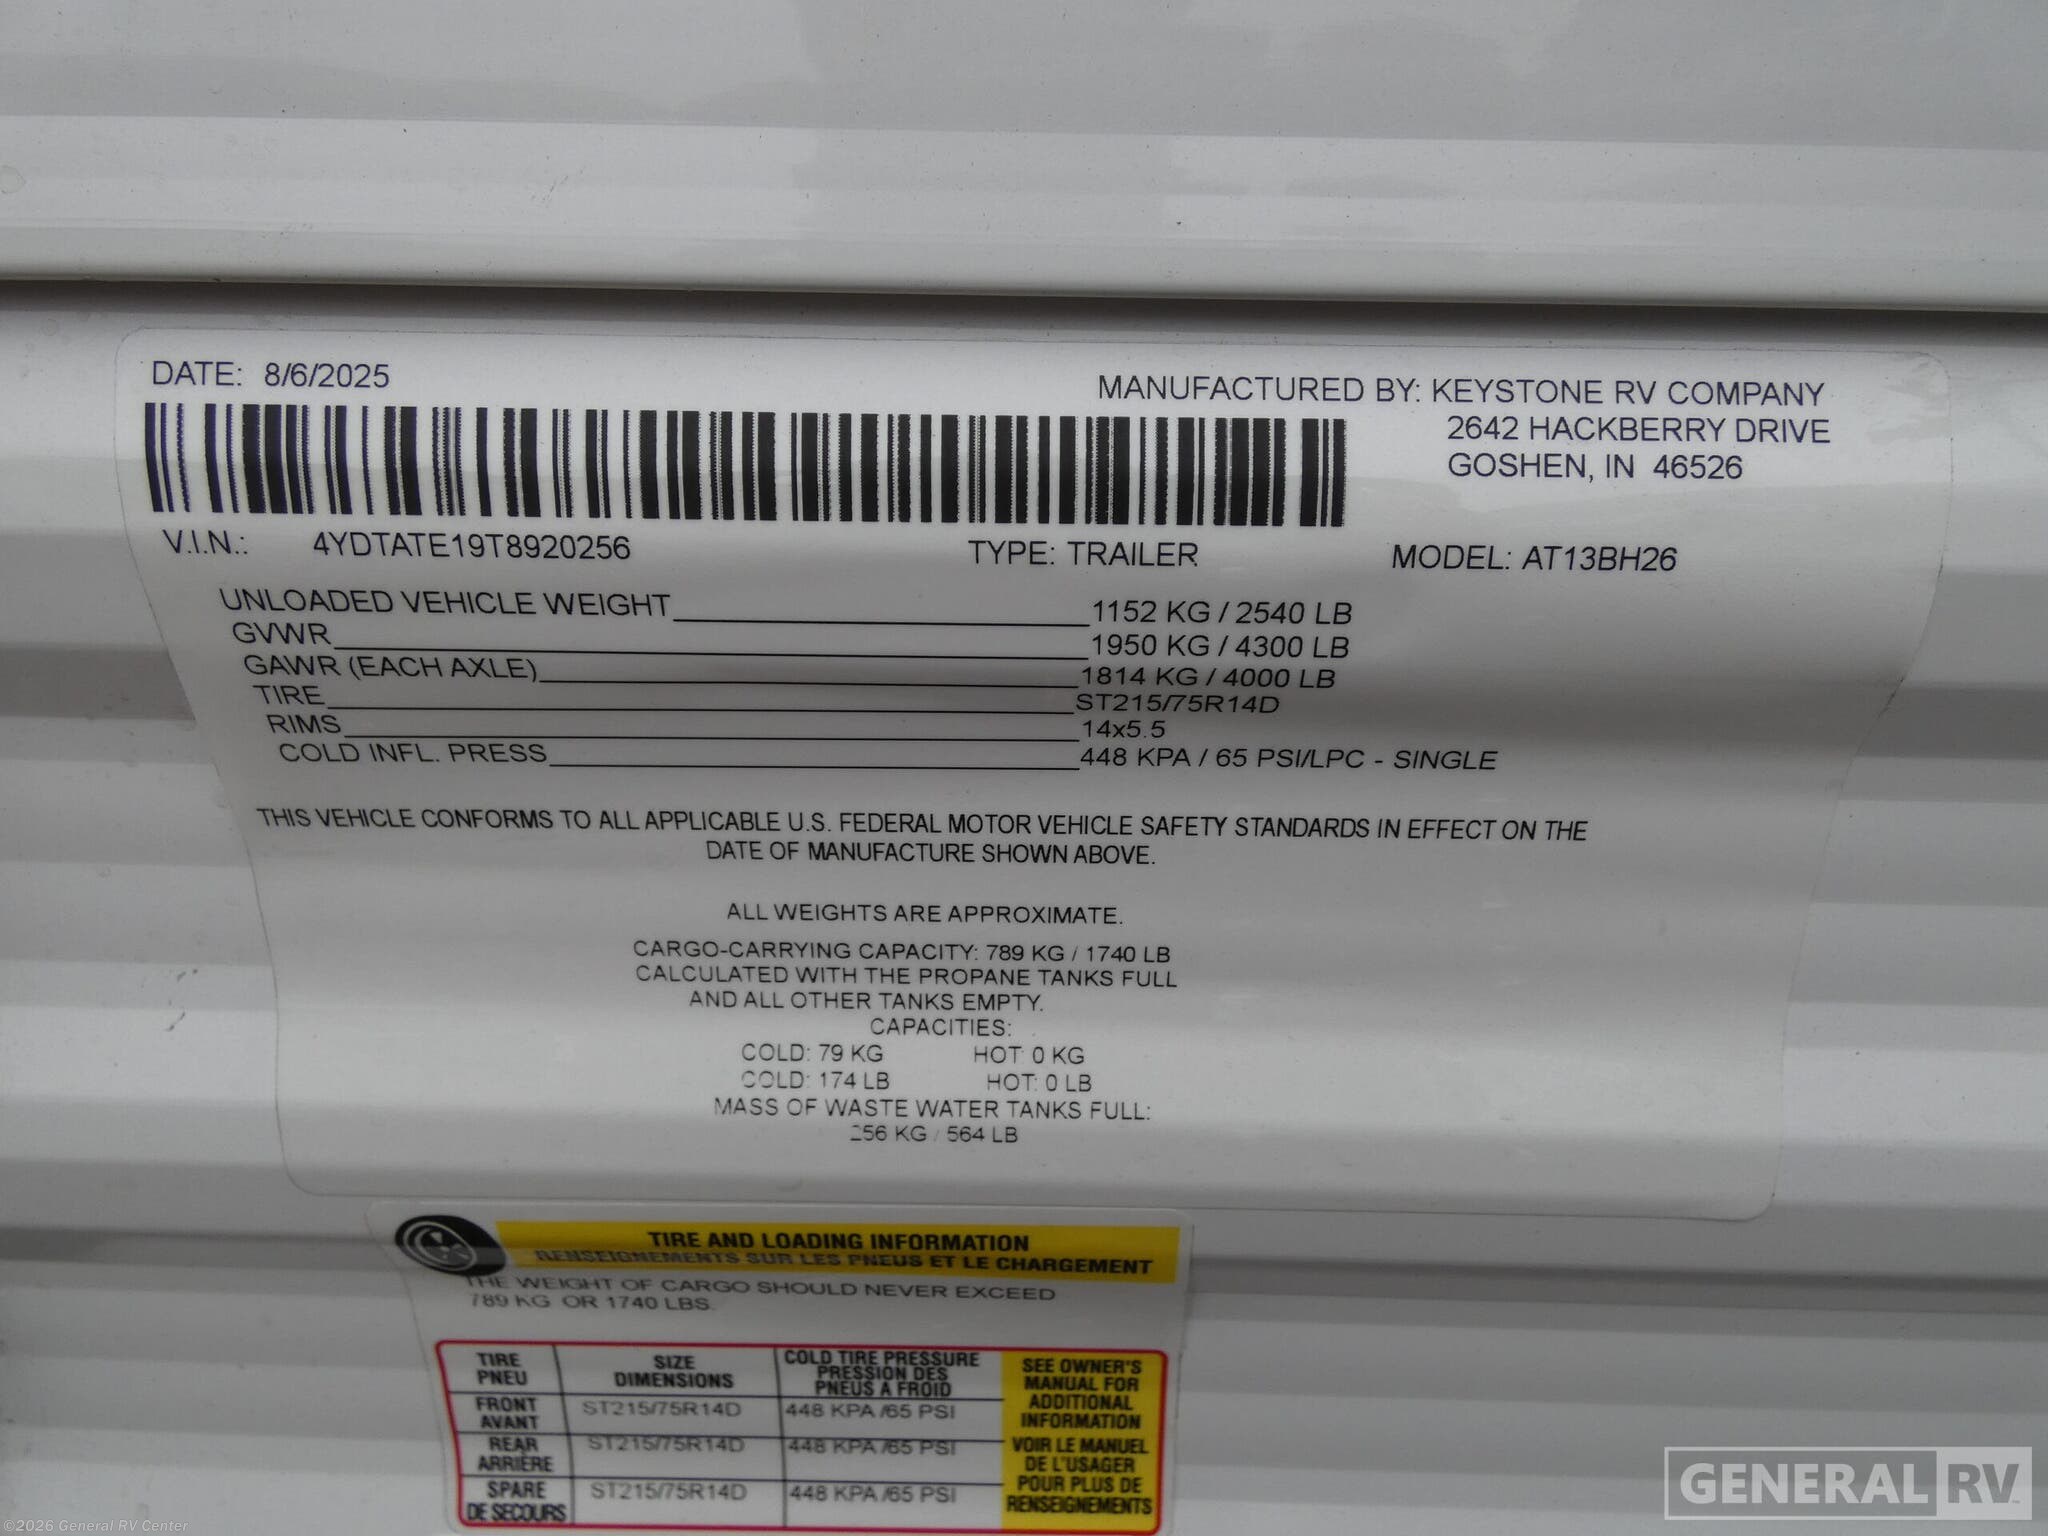 DATE: 8/6/2025
MANUFACTURED BY: KEYSTONE RV COMPANY
2642 HACKBERRY DRIVE
GOSHEN, IN 46526
V.I.N.: 4YDTATE19T8920256 TYPE: TRAILER MODEL: AT13BH26
UNLOADED VEHICLE WEIGHT 1152 KG / 2540 LB
GVWR 1950 KG / 4300 LB
GAWR (EACH AXLE) 1814 KG / 4000 LB
TIRE ST215/75R14D
RIMS 14x5.5
COLD INFL. PRESS 448 KPA / 65 PSI/LPC - SINGLE
THIS VEHICLE CONFORMS TO ALL APPLICABLE U.S. FEDERAL MOTOR VEHICLE SAFETY STANDARDS IN EFFECT ON THE
DATE OF MANUFACTURE SHOWN ABOVE.
ALL WEIGHTS ARE APPROXIMATE.
CARGO-CARRYING CAPACITY: 789 KG / 1740 LB
CALCULATED WITH THE PROPANE TANKS FULL
AND ALL OTHER TANKS EMPTY.
CAPACITIES:
COLD: 79 KG HOT: 0 KG
COLD: 174 LB HOT: 0 LB
MASS OF WASTE WATER TANKS FULL:
256 KG / 564 LB
TIRE AND LOADING INFORMATION
RENSEIGNEMENTS SUR LES PNEUS ET LE CHARGEMENT
THE WEIGHT OF CARGO SHOULD NEVER EXCEED
789 KG OR 1740 LBS.
TIRE
PNEU
SIZE
DIMENSIONS
COLD TIRE PRESSURE
PRESSION DES
PNEUS A FROID
SEE OWNER'S
MANUAL FOR
ADDITIONAL
INFORMATION
VOIR LE MANUEL
DE L'USAGER
POUR PLUS DE
RENSEIGNEMENTS
FRONT
AVANT
ST215/75R14D
448 KPA /65 PSI
REAR
ARRIÈRE
ST215/75R14D
448 KPA /65 PSI
SPARE
DE SECOURS
ST215/75R14D
448 KPA /65 PSI
GENERAL RV
©2026 General RV Center